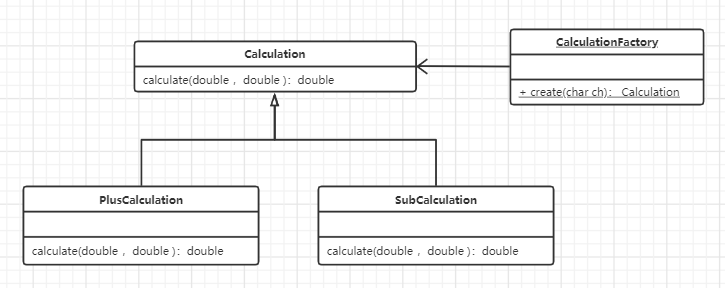 Calculation
calculate(double , double ): double
CalculationFactory
+ create(char ch): Calculation
PlusCalculation
calculate(double , double ): double
SubCalculation
calculate(double , double ): double